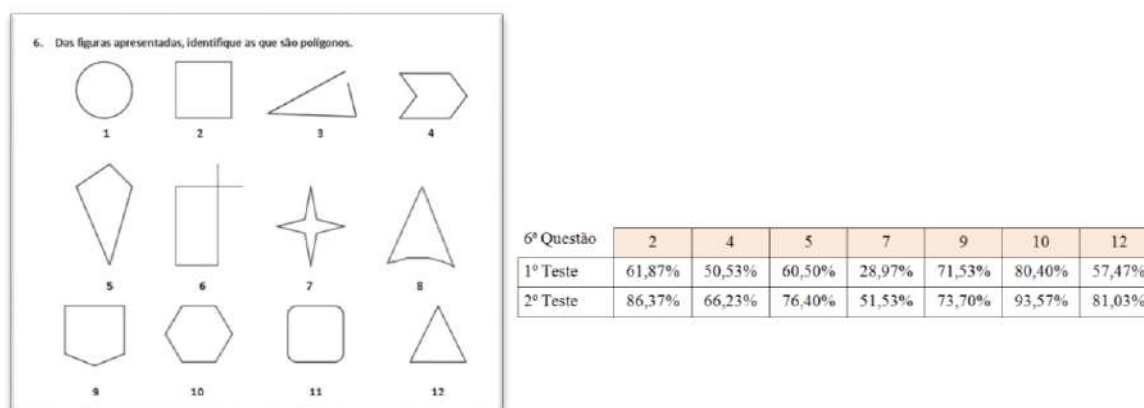 6. Das figuras apresentadas, identifique as que são polígonos.
1 2 3 4
5 6 7 8
9 10 11 12
6ª Questão 2 4 5 7 9 10 12
1º Teste 61,87% 50,53% 60,50% 28,97% 71,53% 80,40% 57,47%
2º Teste 86,37% 66,23% 76,40% 51,53% 73,70% 93,57% 81,03%